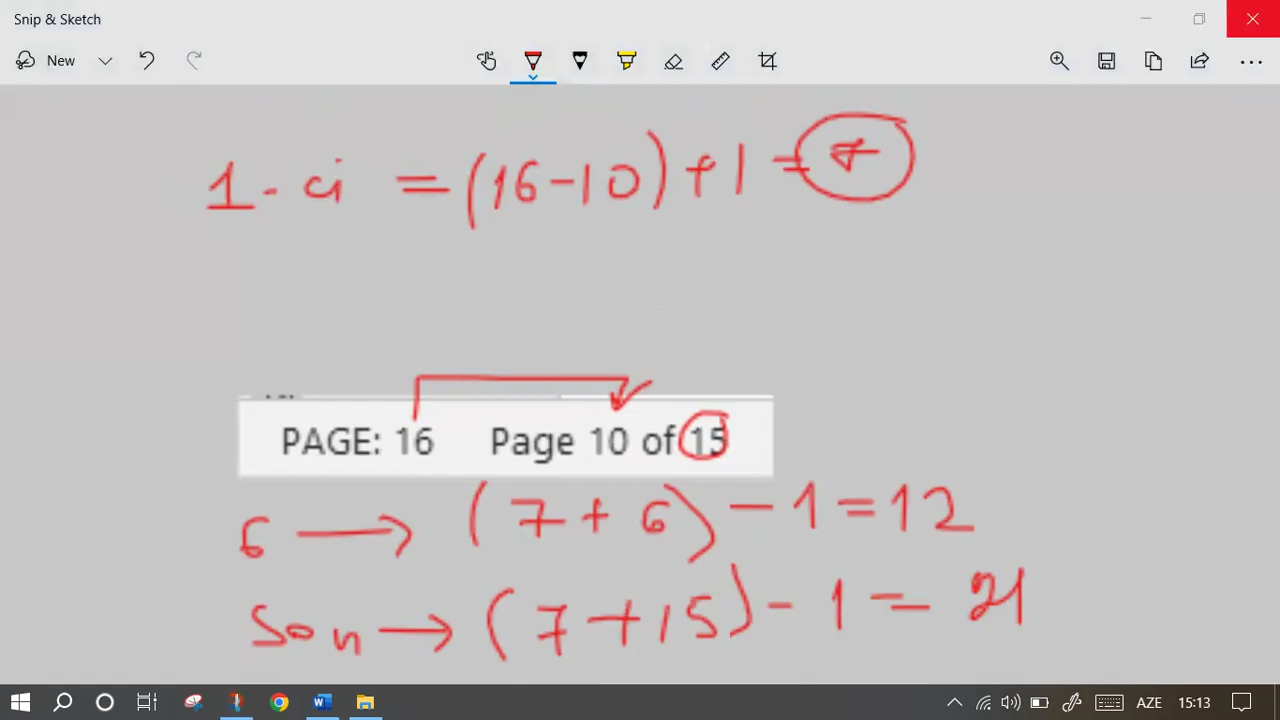 Snip & Sketch
New
1-ci = (16-10)+1=7
PAGE: 16 Page 10 of 15
6 → (7+6)-1=12
Son → (7+15)-1=21
AZE 15:13